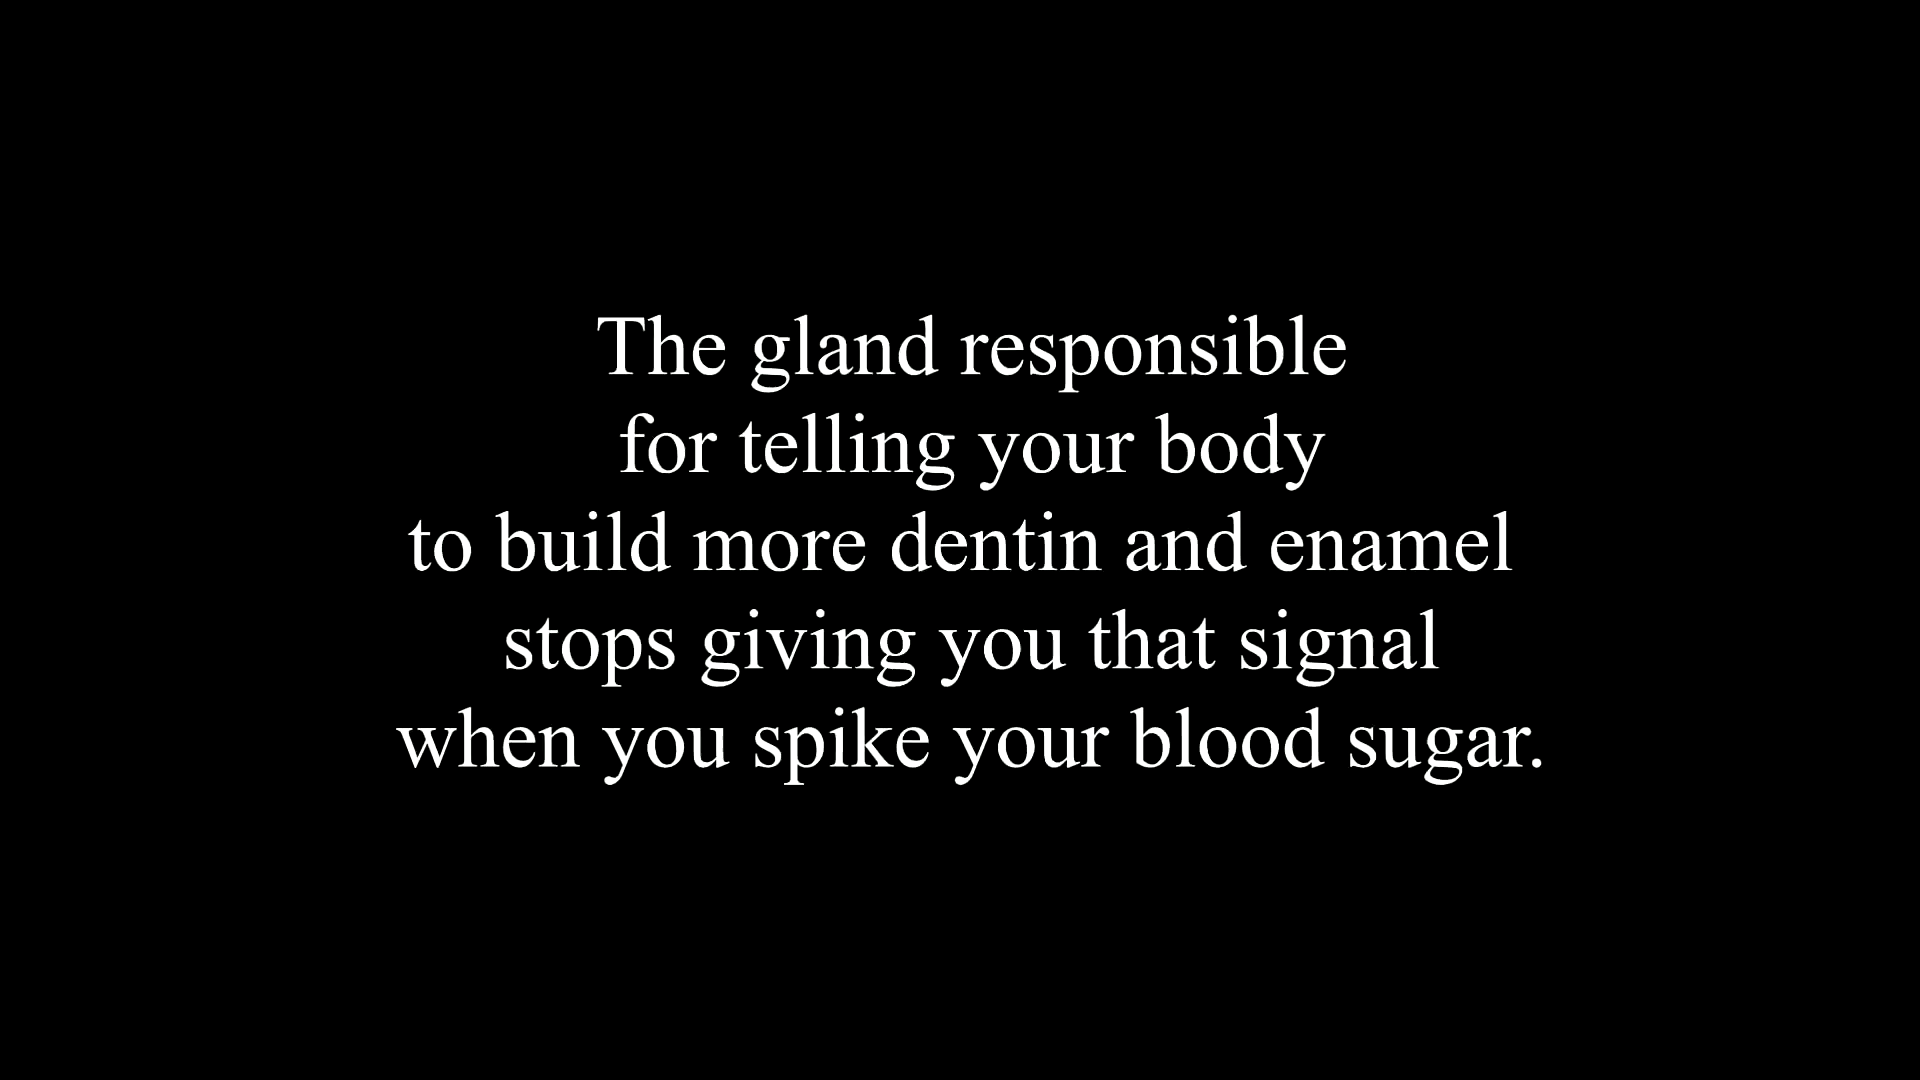 The gland responsible
for telling your body
to build more dentin and enamel
stops giving you that signal
when you spike your blood sugar.